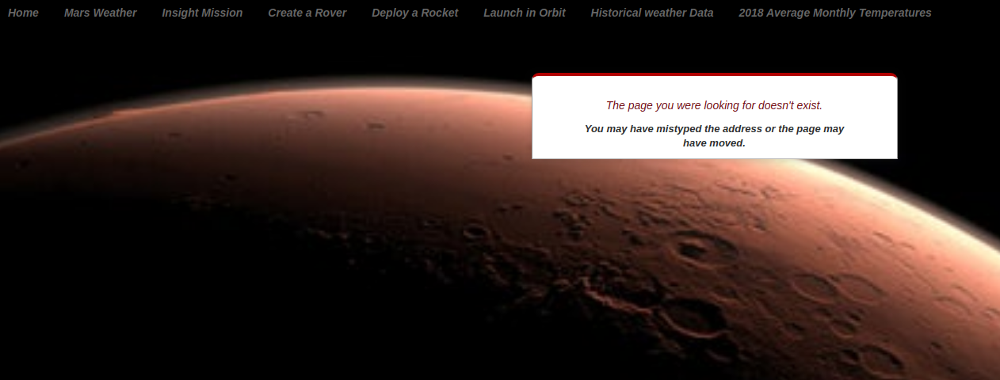 Home Mars Weather Insight Mission Create a Rover Deploy a Rocket Launch in Orbit Historical weather Data 2018 Average Monthly Temperatures
The page you were looking for doesn't exist.
You may have mistyped the address or the page may
have moved.